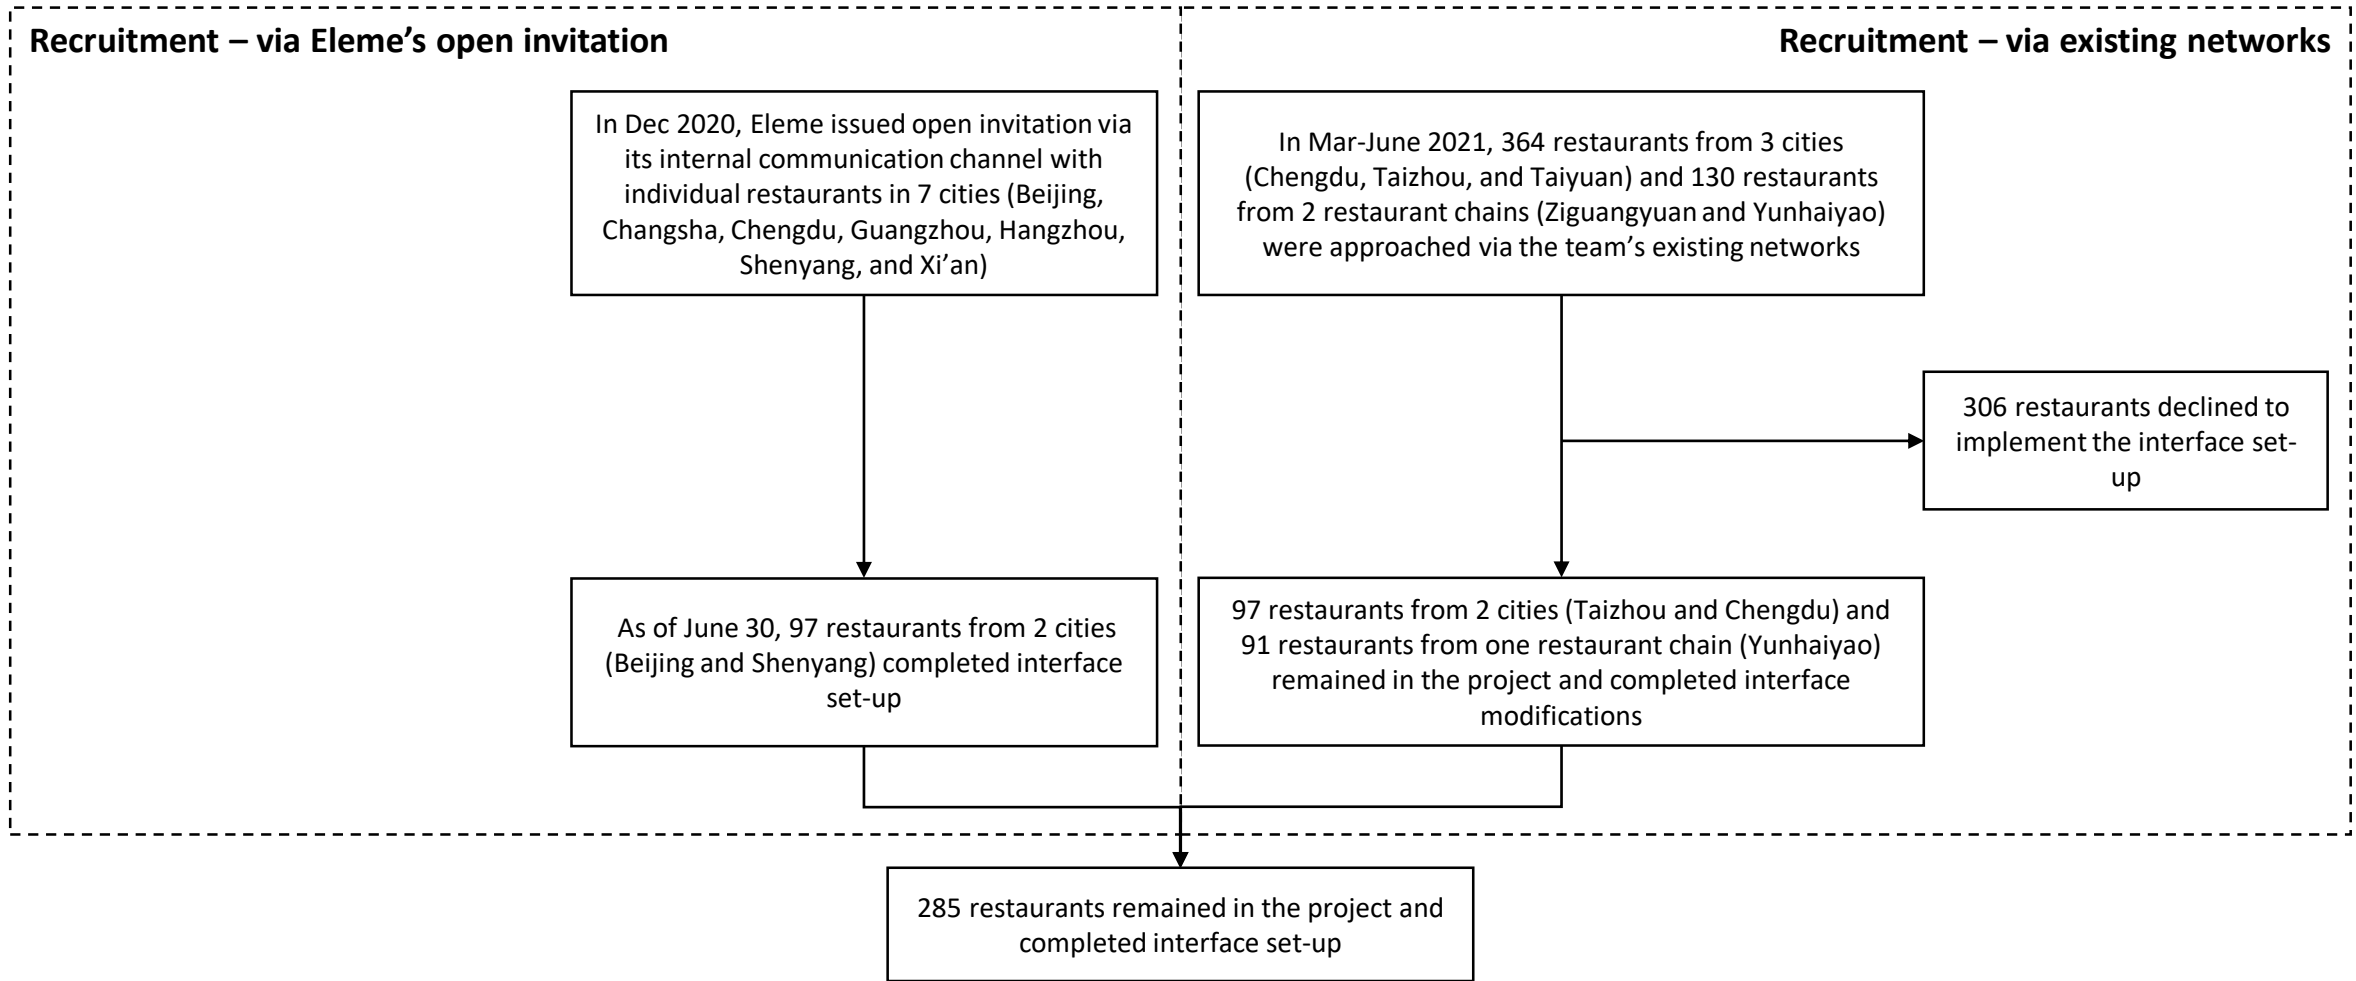 Recruitment – via Eleme’s open invitation
Recruitment – via existing networks
In Dec 2020, Eleme issued open invitation via
its internal communication channel with
individual restaurants in 7 cities (Beijing,
Changsha, Chengdu, Guangzhou, Hangzhou,
Shenyang, and Xi’an)
In Mar-June 2021, 364 restaurants from 3 cities
(Chengdu, Taizhou, and Taiyuan) and 130 restaurants
from 2 restaurant chains (Ziguangyuan and Yunhaiyao)
were approached via the team’s existing networks
306 restaurants declined to
implement the interface set-
up
As of June 30, 97 restaurants from 2 cities
(Beijing and Shenyang) completed interface
set-up
97 restaurants from 2 cities (Taizhou and Chengdu) and
91 restaurants from one restaurant chain (Yunhaiyao)
remained in the project and completed interface
modifications
285 restaurants remained in the project and
completed interface set-up